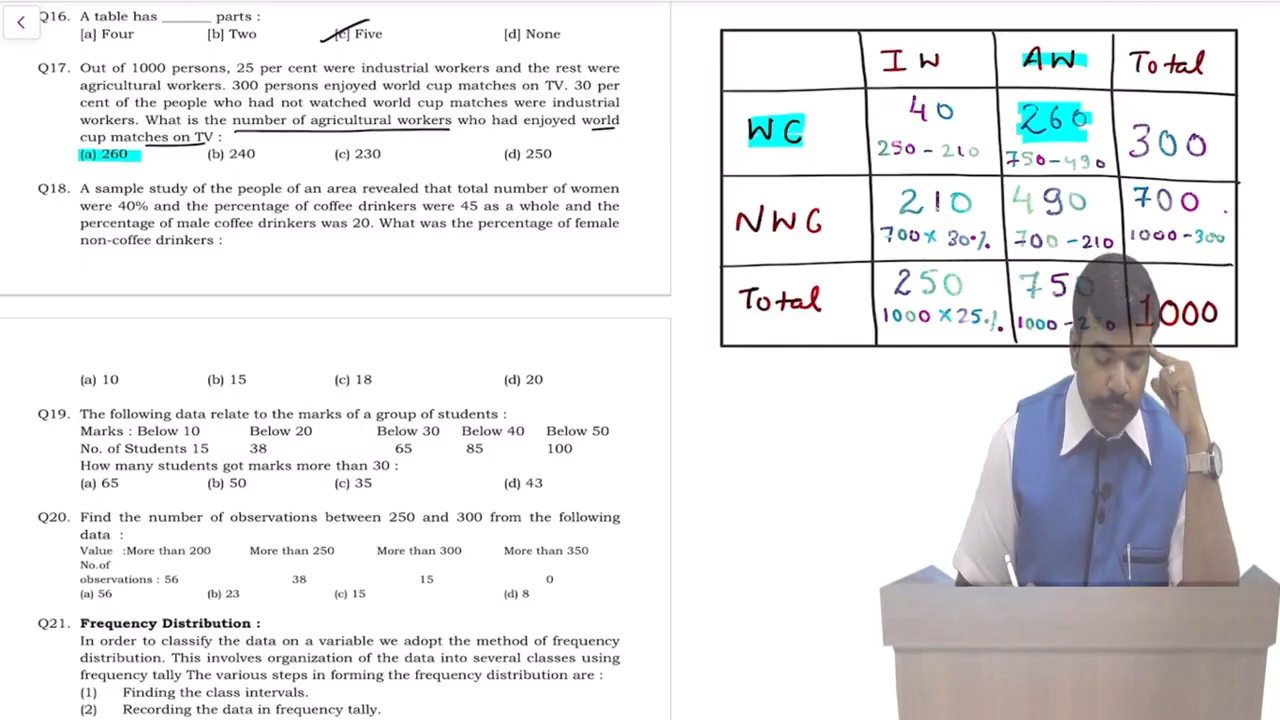 Q16. A table has ______ parts :
[a] Four [b] Two [c] Five [d] None
Q17. Out of 1000 persons, 25 per cent were industrial workers and the rest were
agricultural workers. 300 persons enjoyed world cup matches on TV. 30 per
cent of the people who had not watched world cup matches were industrial
workers. What is the number of agricultural workers who had enjoyed world
cup matches on TV :
(a) 260 (b) 240 (c) 230 (d) 250
Q18. A sample study of the people of an area revealed that total number of women
were 40% and the percentage of coffee drinkers were 45 as a whole and the
percentage of male coffee drinkers was 20. What was the percentage of female
non-coffee drinkers :
(a) 10 (b) 15 (c) 18 (d) 20
Q19. The following data relate to the marks of a group of students :
Marks : Below 10 Below 20 Below 30 Below 40 Below 50
No. of Students 15 38 65 85 100
How many students got marks more than 30 :
(a) 65 (b) 50 (c) 35 (d) 43
Q20. Find the number of observations between 250 and 300 from the following
data :
Value :More than 200 More than 250 More than 300 More than 350
No.of
observations : 56 38 15 0
(a) 56 (b) 23 (c) 15 (d) 8
Q21. Frequency Distribution :
In order to classify the data on a variable we adopt the method of frequency
distribution. This involves organization of the data into several classes using
frequency tally The various steps in forming the frequency distribution are :
(1) Finding the class intervals.
(2) Recording the data in frequency tally.
IW AW Total
WC 40 260 300
250-210 750-490
NWC 210 490 700
700×30% 700-210 1000-300
Total 250 750 1000
1000×25%